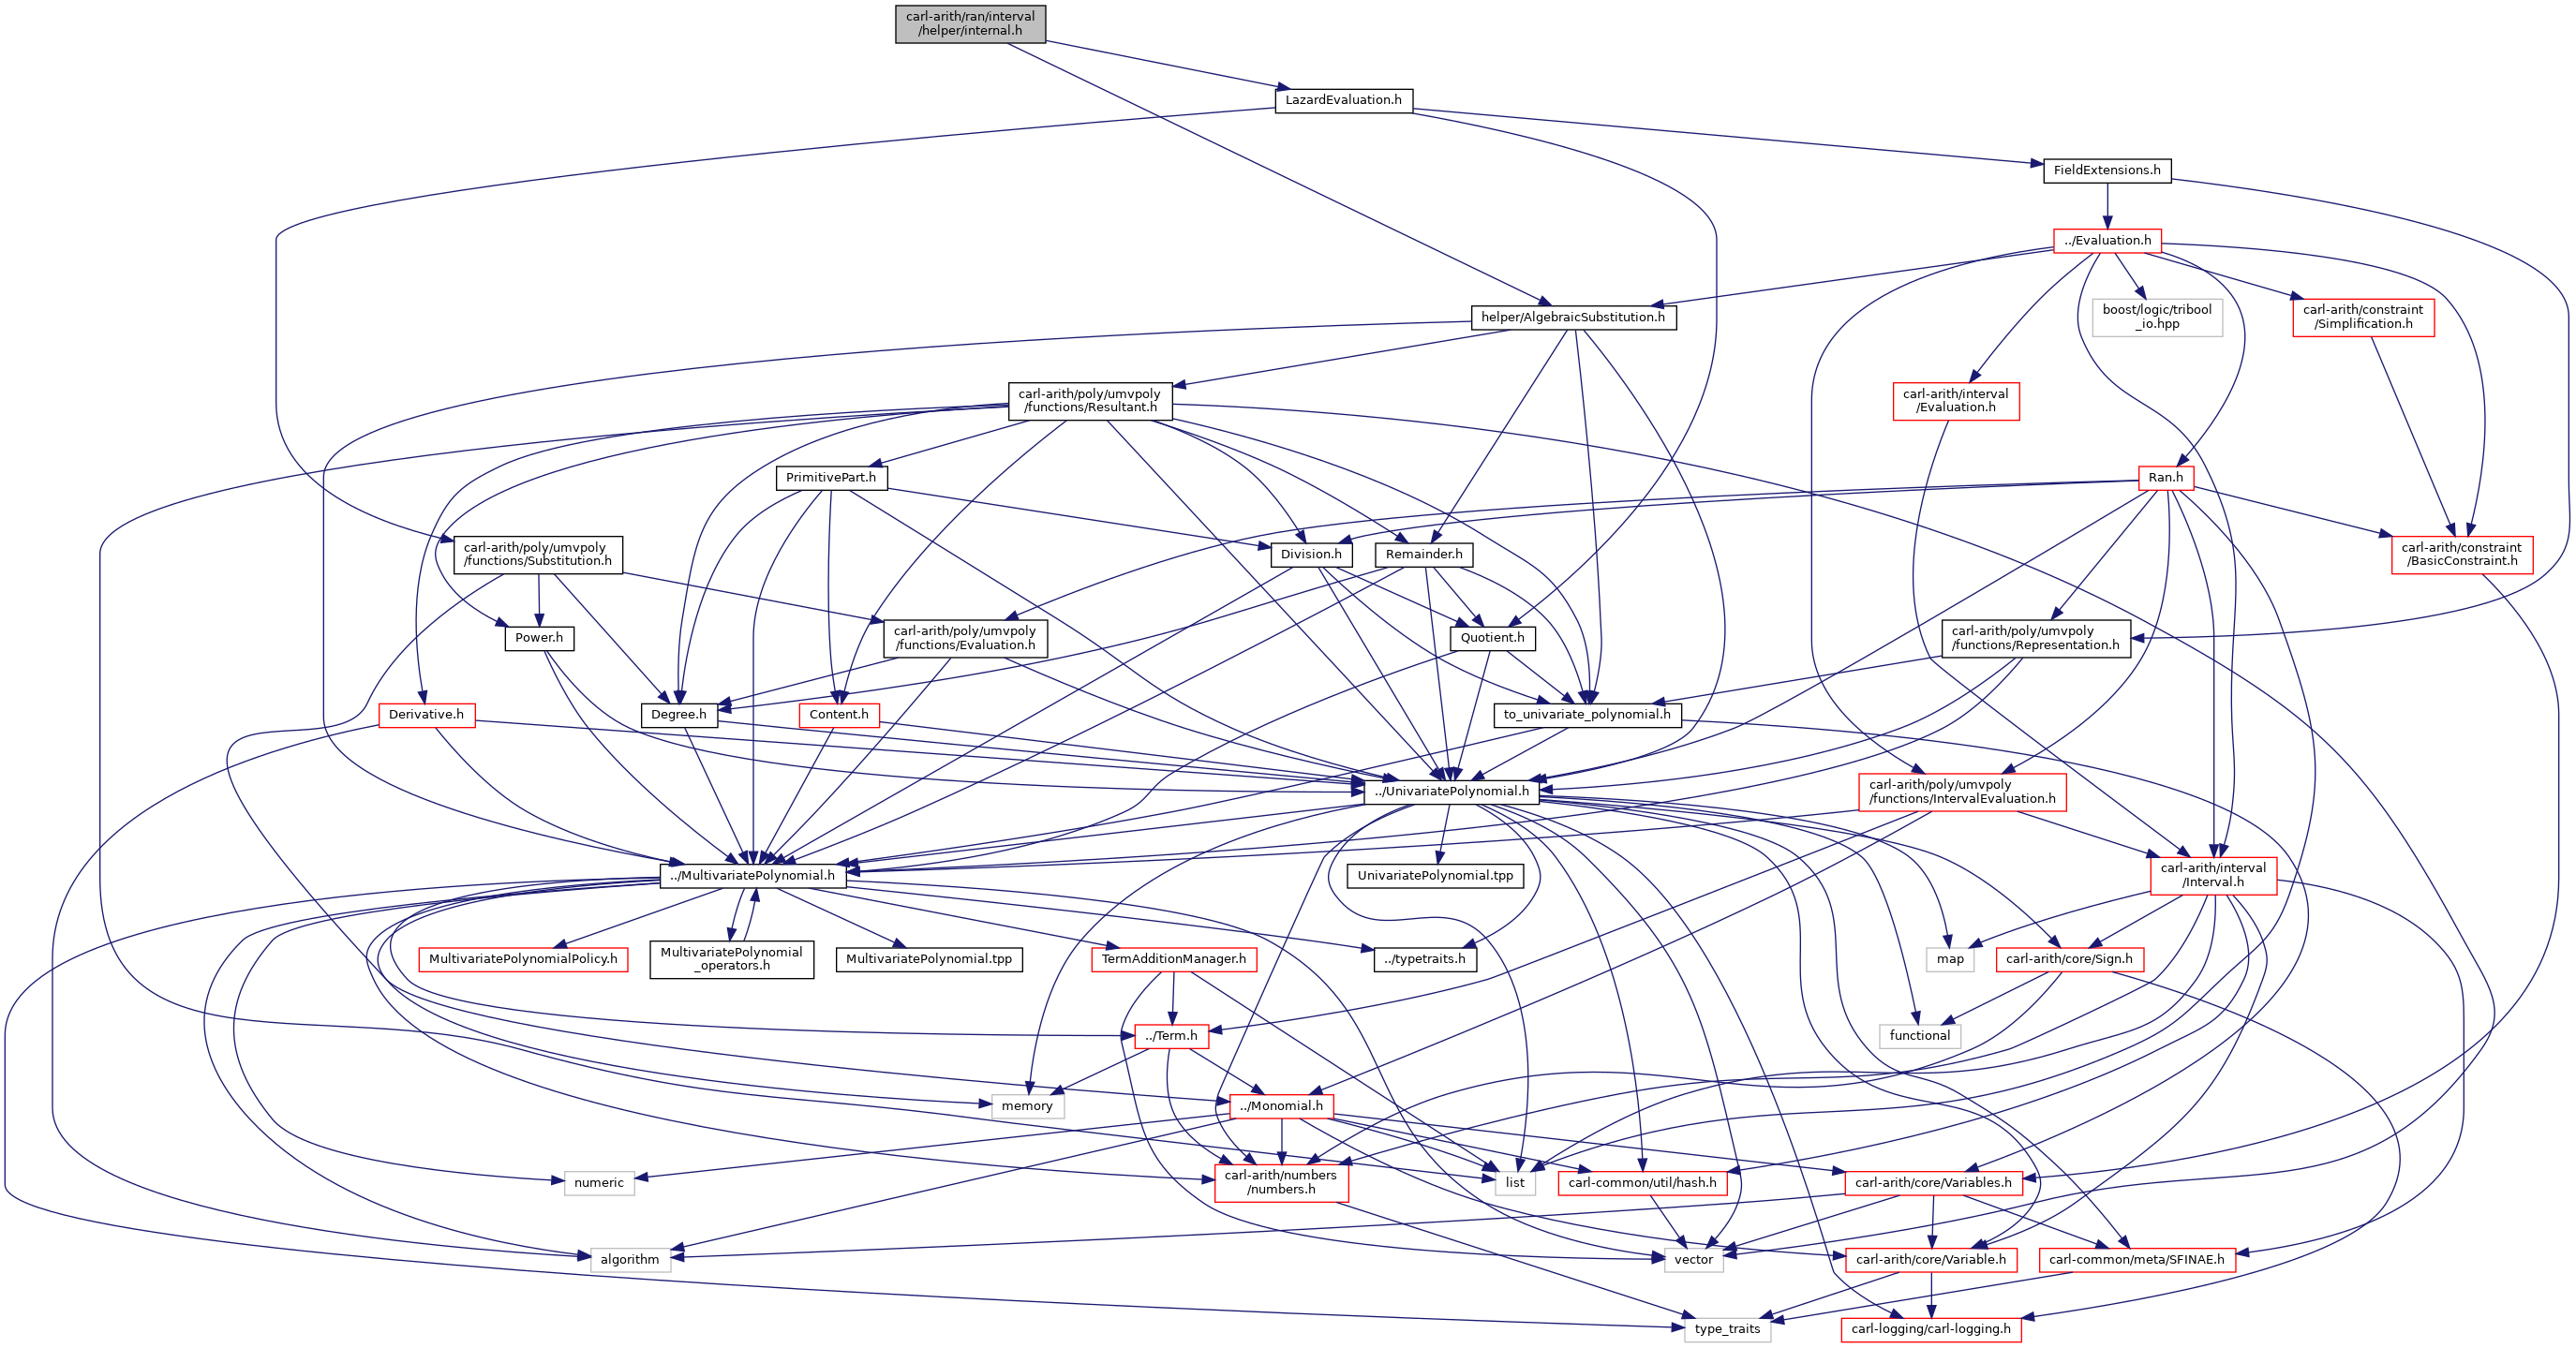 carl-arith/ran/interval
/helper/internal.h
LazardEvaluation.h
FieldExtensions.h
../Evaluation.h
helper/AlgebraicSubstitution.h
boost/logic/tribool
_io.hpp
carl-arith/constraint
/Simplification.h
carl-arith/poly/umvpoly
/functions/Resultant.h
carl-arith/interval
/Evaluation.h
PrimitivePart.h
Ran.h
carl-arith/poly/umvpoly
/functions/Substitution.h
Division.h
Remainder.h
carl-arith/constraint
/BasicConstraint.h
Power.h
carl-arith/poly/umvpoly
/functions/Evaluation.h
Quotient.h
carl-arith/poly/umvpoly
/functions/Representation.h
Derivative.h
Degree.h
Content.h
to_univariate_polynomial.h
../UnivariatePolynomial.h
carl-arith/poly/umvpoly
/functions/IntervalEvaluation.h
../MultivariatePolynomial.h
UnivariatePolynomial.tpp
carl-arith/interval
/Interval.h
MultivariatePolynomialPolicy.h
MultivariatePolynomial
_operators.h
MultivariatePolynomial.tpp
TermAdditionManager.h
../typetraits.h
map
carl-arith/core/Sign.h
../Term.h
functional
memory
../Monomial.h
numeric
carl-arith/numbers
/numbers.h
list
carl-common/util/hash.h
carl-arith/core/Variables.h
algorithm
vector
carl-arith/core/Variable.h
carl-common/meta/SFINAE.h
type_traits
carl-logging/carl-logging.h